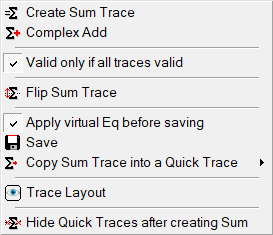 Create Sum Trace
Complex Add
Valid only if all traces valid
Flip Sum Trace
Apply virtual Eq before saving
Save
Copy Sum Trace into a Quick Trace
Trace Layout
Hide Quick Traces after creating Sum